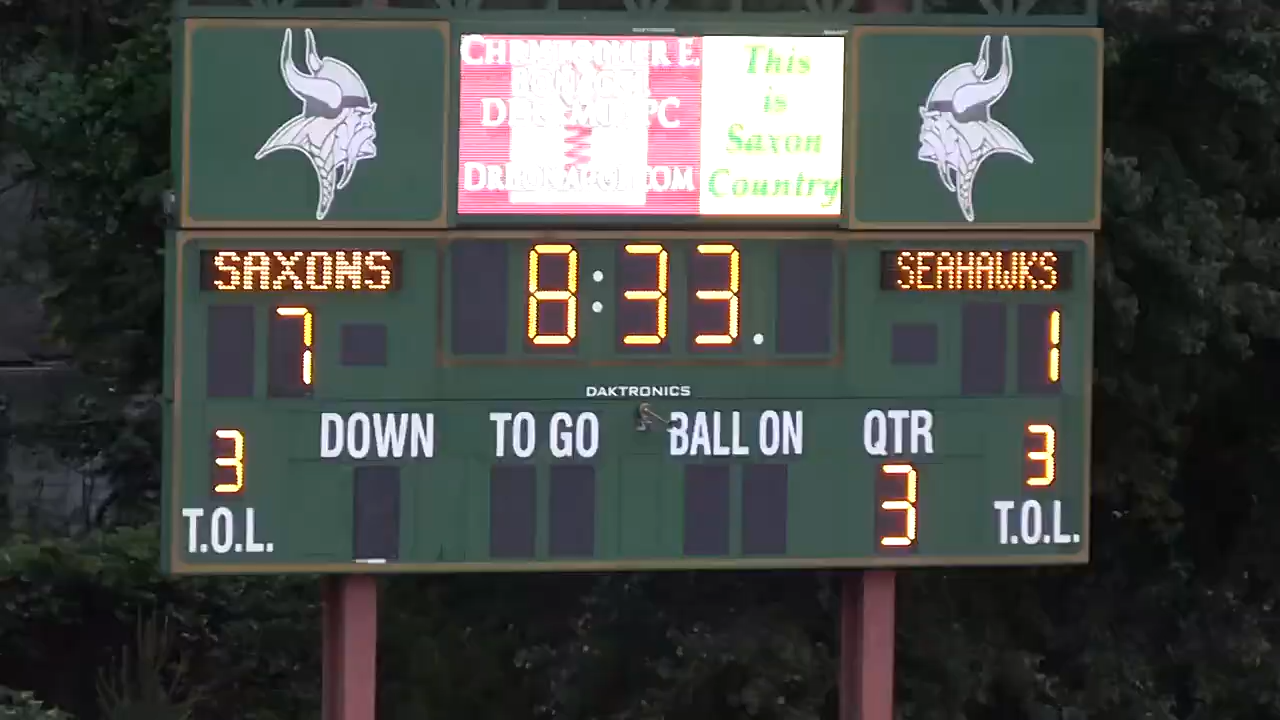 This
is
Saxon
Country
SAXONS
8:33.
SEAHAWKS
7
1
DAKTRONICS
DOWN TO GO BALL ON QTR
3 3 3
T.O.L. T.O.L.